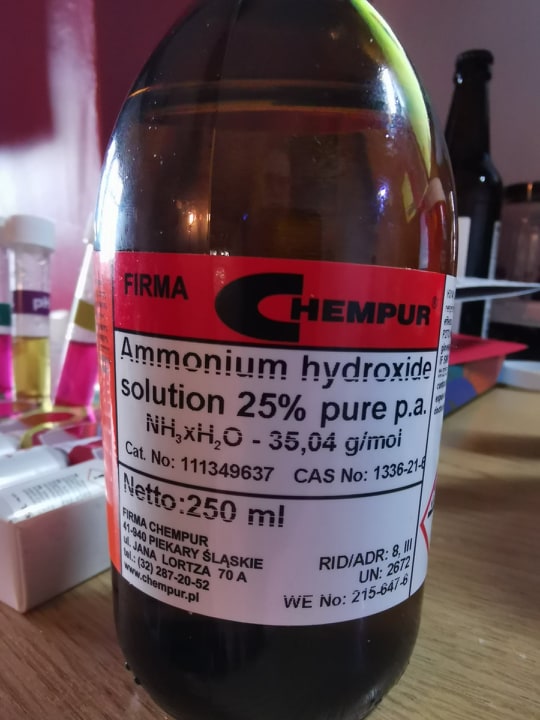 FIRMA CHEMPUR®
Ammonium hydroxide
solution 25% pure p.a.
NH₃xH₂O - 35,04 g/mol
Cat. No: 111349637 CAS No: 1336-21-6
Netto:250 ml
FIRMA CHEMPUR
41-940 PIEKARY ŚLĄSKIE
ul. JANA LORTZA 70 A
tel.: (32) 287-20-52
www.chempur.pl
RID/ADR: 8, III
UN: 2672
WE No: 215-647-6
pH